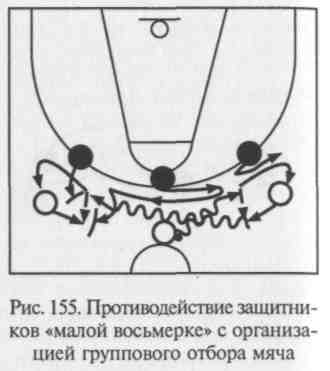 Рис. 155. Противодействие защитни-
ков «малой восьмерке» с организа-
цией группового отбора мяча